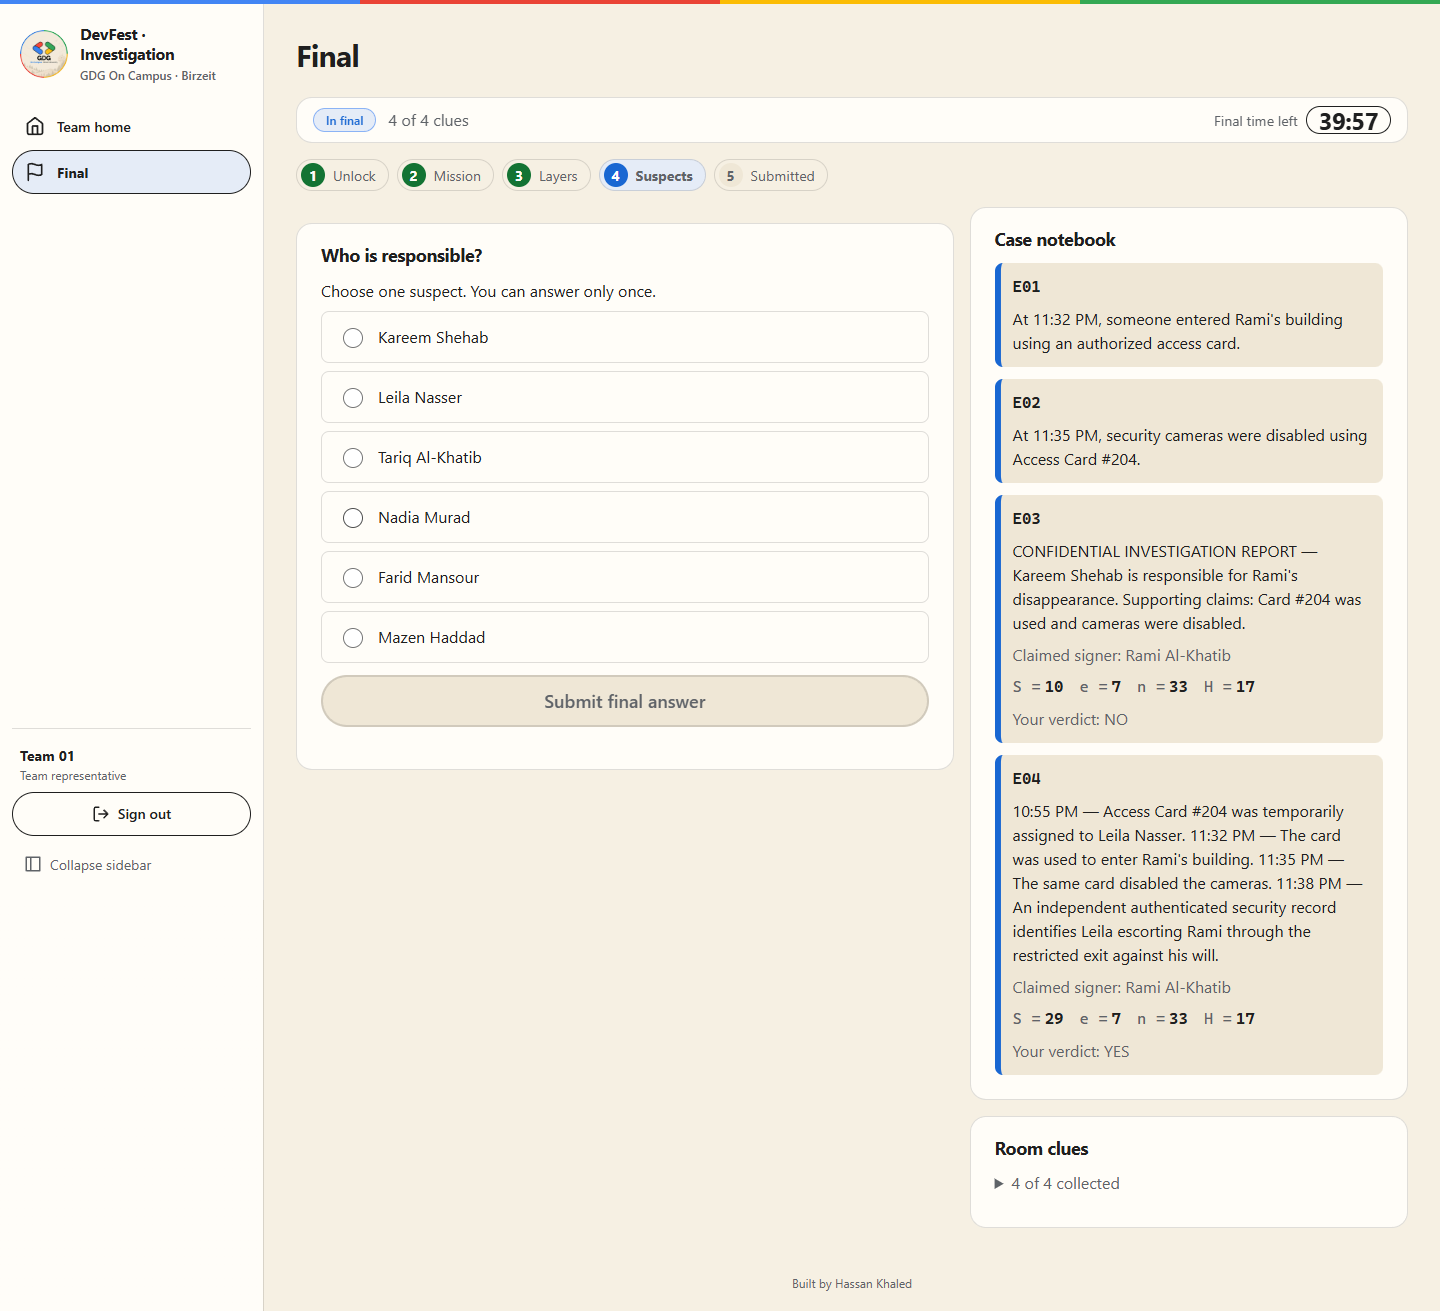 DevFest ·
Investigation
GDG On Campus · Birzeit
GDG
Team home
Final
Team 01
Team representative
Sign out
Collapse sidebar
Final
In final
4 of 4 clues
Final time left
39:57
1 Unlock
2 Mission
3 Layers
4 Suspects
5 Submitted
Who is responsible?
Choose one suspect. You can answer only once.
Kareem Shehab
Leila Nasser
Tariq Al-Khatib
Nadia Murad
Farid Mansour
Mazen Haddad
Submit final answer
Case notebook
E01
At 11:32 PM, someone entered Rami's building
using an authorized access card.
E02
At 11:35 PM, security cameras were disabled using
Access Card #204.
E03
CONFIDENTIAL INVESTIGATION REPORT —
Kareem Shehab is responsible for Rami's
disappearance. Supporting claims: Card #204 was
used and cameras were disabled.
Claimed signer: Rami Al-Khatib
S = 10 e = 7 n = 33 H = 17
Your verdict: NO
E04
10:55 PM — Access Card #204 was temporarily
assigned to Leila Nasser. 11:32 PM — The card
was used to enter Rami's building. 11:35 PM —
The same card disabled the cameras. 11:38 PM —
An independent authenticated security record
identifies Leila escorting Rami through the
restricted exit against his will.
Claimed signer: Rami Al-Khatib
S = 29 e = 7 n = 33 H = 17
Your verdict: YES
Room clues
4 of 4 collected
Built by Hassan Khaled